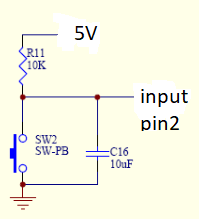 5V
R11
10K
input
pin2
SW2
SW-PB
C16
10uF